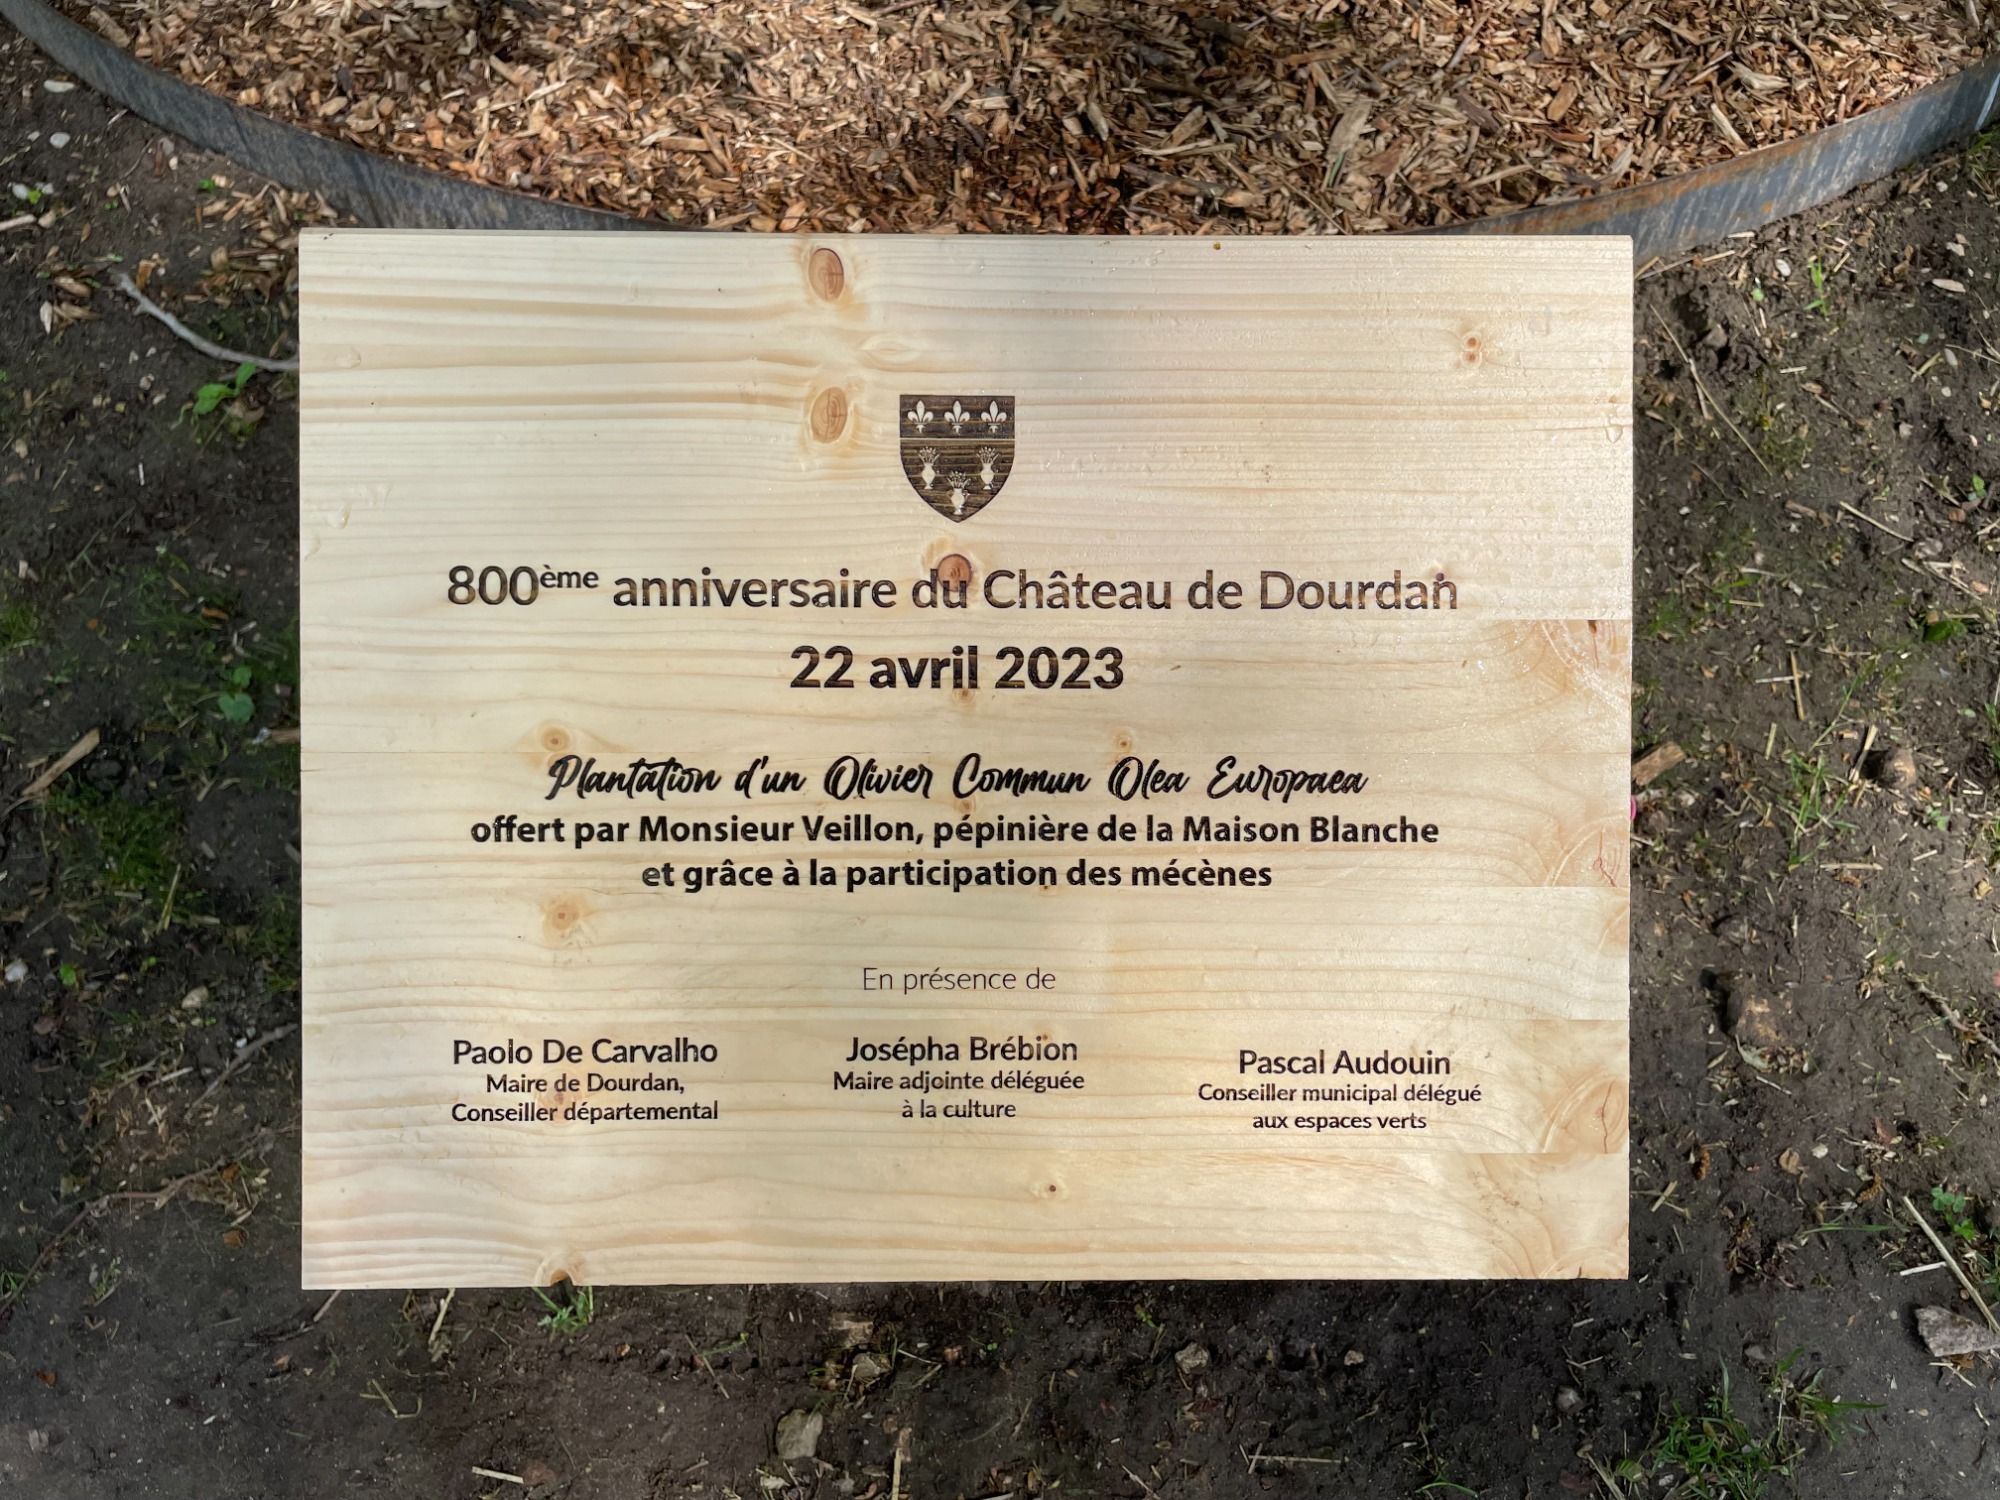 800ème anniversaire du Château de Dourdan
22 avril 2023
Plantation d'un Olivier Commun Olea Europaea
offert par Monsieur Veillon, pépinière de la Maison Blanche
et grâce à la participation des mécènes
En présence de
Paolo De Carvalho
Maire de Dourdan,
Conseiller départemental
Josépha Brébion
Maire adjointe déléguée
à la culture
Pascal Audouin
Conseiller municipal délégué
aux espaces verts